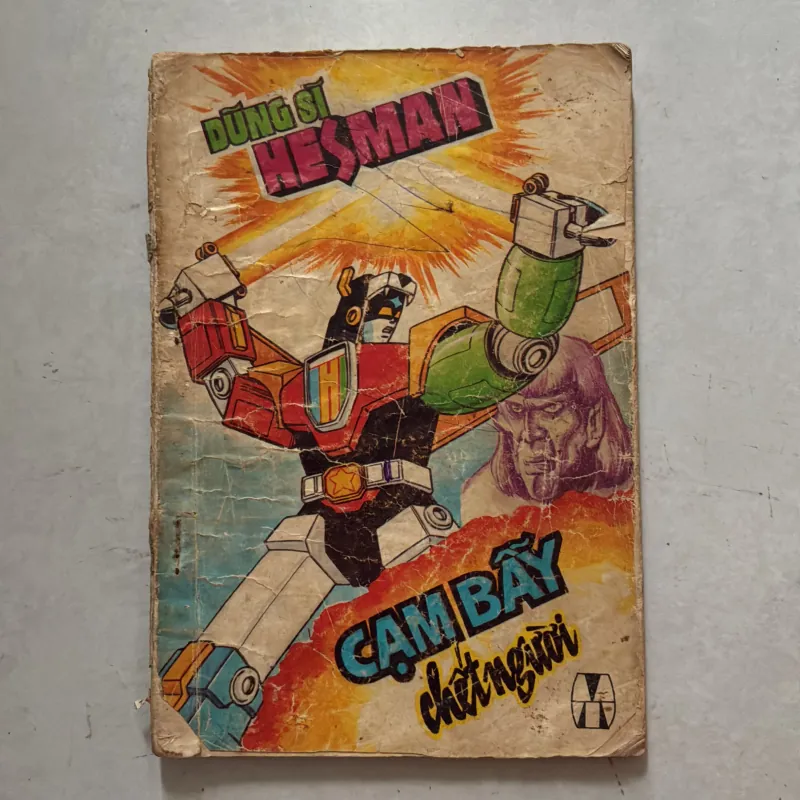 DŨNG SĨ
HESMAN
H
CẠM BẪY
chết người